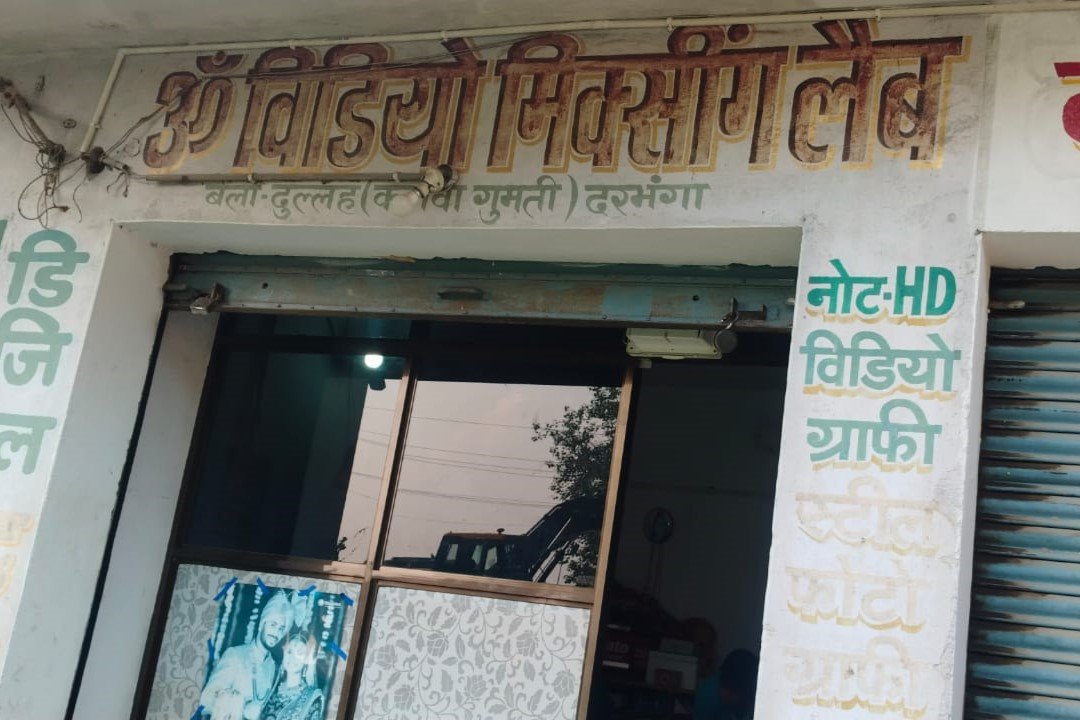 ॐ विडियो मिक्सींग लैब
बला-दुल्लह ( गुमती ) दरभंगा
डि
जि
ल
नोट-HD
विडियो
ग्राफी
स्टील
फोटो
ग्राफी